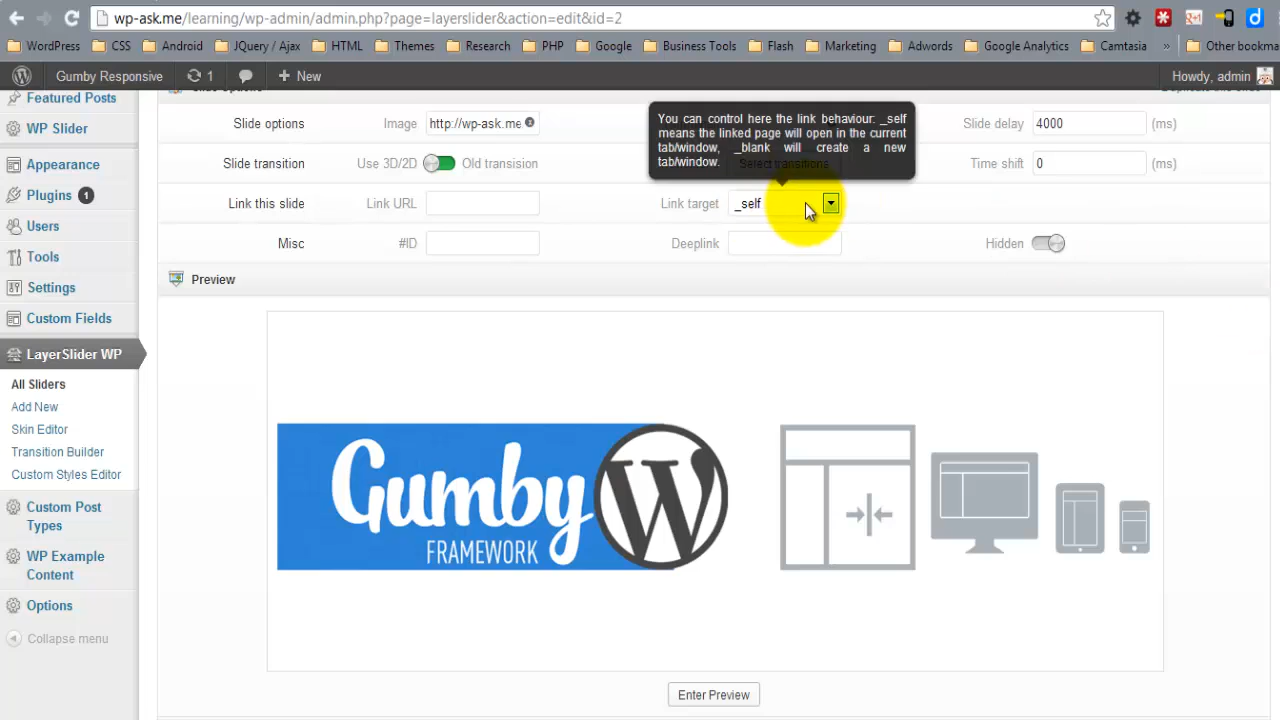 wp-ask.me/learning/wp-admin/admin.php?page=layerslider&action=edit&id=2
WordPress CSS Android JQuery / Ajax HTML Themes Research PHP Google Business Tools Flash Marketing Adwords Google Analytics Camtasia » Other bookma
Gumby Responsive 1 + New Howdy, admin
Featured Posts
WP Slider
Appearance
Plugins 1
Users
Tools
Settings
Custom Fields
LayerSlider WP
All Sliders
Add New
Skin Editor
Transition Builder
Custom Styles Editor
Custom Post
Types
WP Example
Content
Options
Collapse menu
You can control here the link behaviour: _self
means the linked page will open in the current
tab/window, _blank will create a new
tab/window.
Slide options Image http://wp-ask.me Slide delay 4000 (ms)
Slide transition Use 3D/2D Old transision Select transitions Time shift 0 (ms)
Link this slide Link URL Link target _self
Misc #ID Deeplink Hidden
Preview
Gumby
FRAMEWORK
Enter Preview